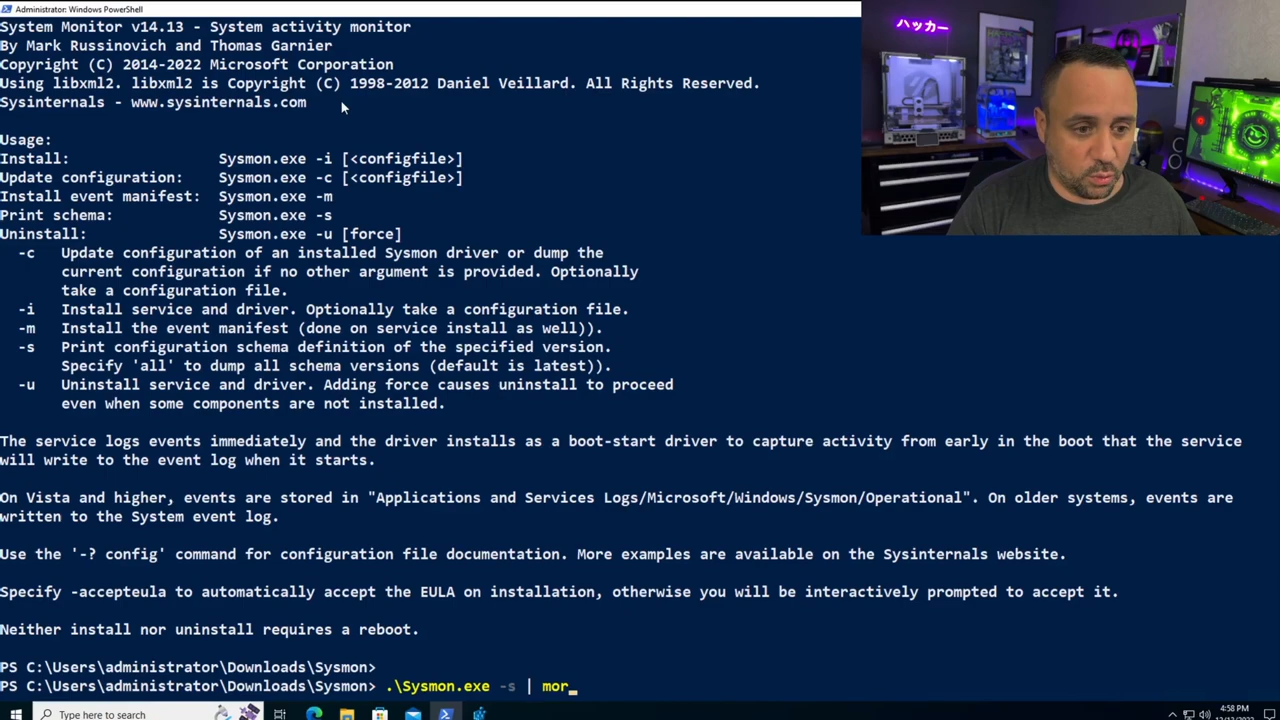 Administrator: Windows PowerShell
System Monitor v14.13 - System activity monitor
By Mark Russinovich and Thomas Garnier
Copyright (C) 2014-2022 Microsoft Corporation
Using libxml2. libxml2 is Copyright (C) 1998-2012 Daniel Veillard. All Rights Reserved.
Sysinternals - www.sysinternals.com
ハッカー
Usage:
Install: Sysmon.exe -i [<configfile>]
Update configuration: Sysmon.exe -c [<configfile>]
Install event manifest: Sysmon.exe -m
Print schema: Sysmon.exe -s
Uninstall: Sysmon.exe -u [force]
-c Update configuration of an installed Sysmon driver or dump the
current configuration if no other argument is provided. Optionally
take a configuration file.
-i Install service and driver. Optionally take a configuration file.
-m Install the event manifest (done on service install as well)).
-s Print configuration schema definition of the specified version.
Specify 'all' to dump all schema versions (default is latest)).
-u Uninstall service and driver. Adding force causes uninstall to proceed
even when some components are not installed.
The service logs events immediately and the driver installs as a boot-start driver to capture activity from early in the boot that the service
will write to the event log when it starts.
On Vista and higher, events are stored in "Applications and Services Logs/Microsoft/Windows/Sysmon/Operational". On older systems, events are
written to the System event log.
Use the '-? config' command for configuration file documentation. More examples are available on the Sysinternals website.
Specify -accepteula to automatically accept the EULA on installation, otherwise you will be interactively prompted to accept it.
Neither install nor uninstall requires a reboot.
PS C:\Users\administrator\Downloads\Sysmon>
PS C:\Users\administrator\Downloads\Sysmon> .\Sysmon.exe -s | mor_
Type here to search
4:58 PM